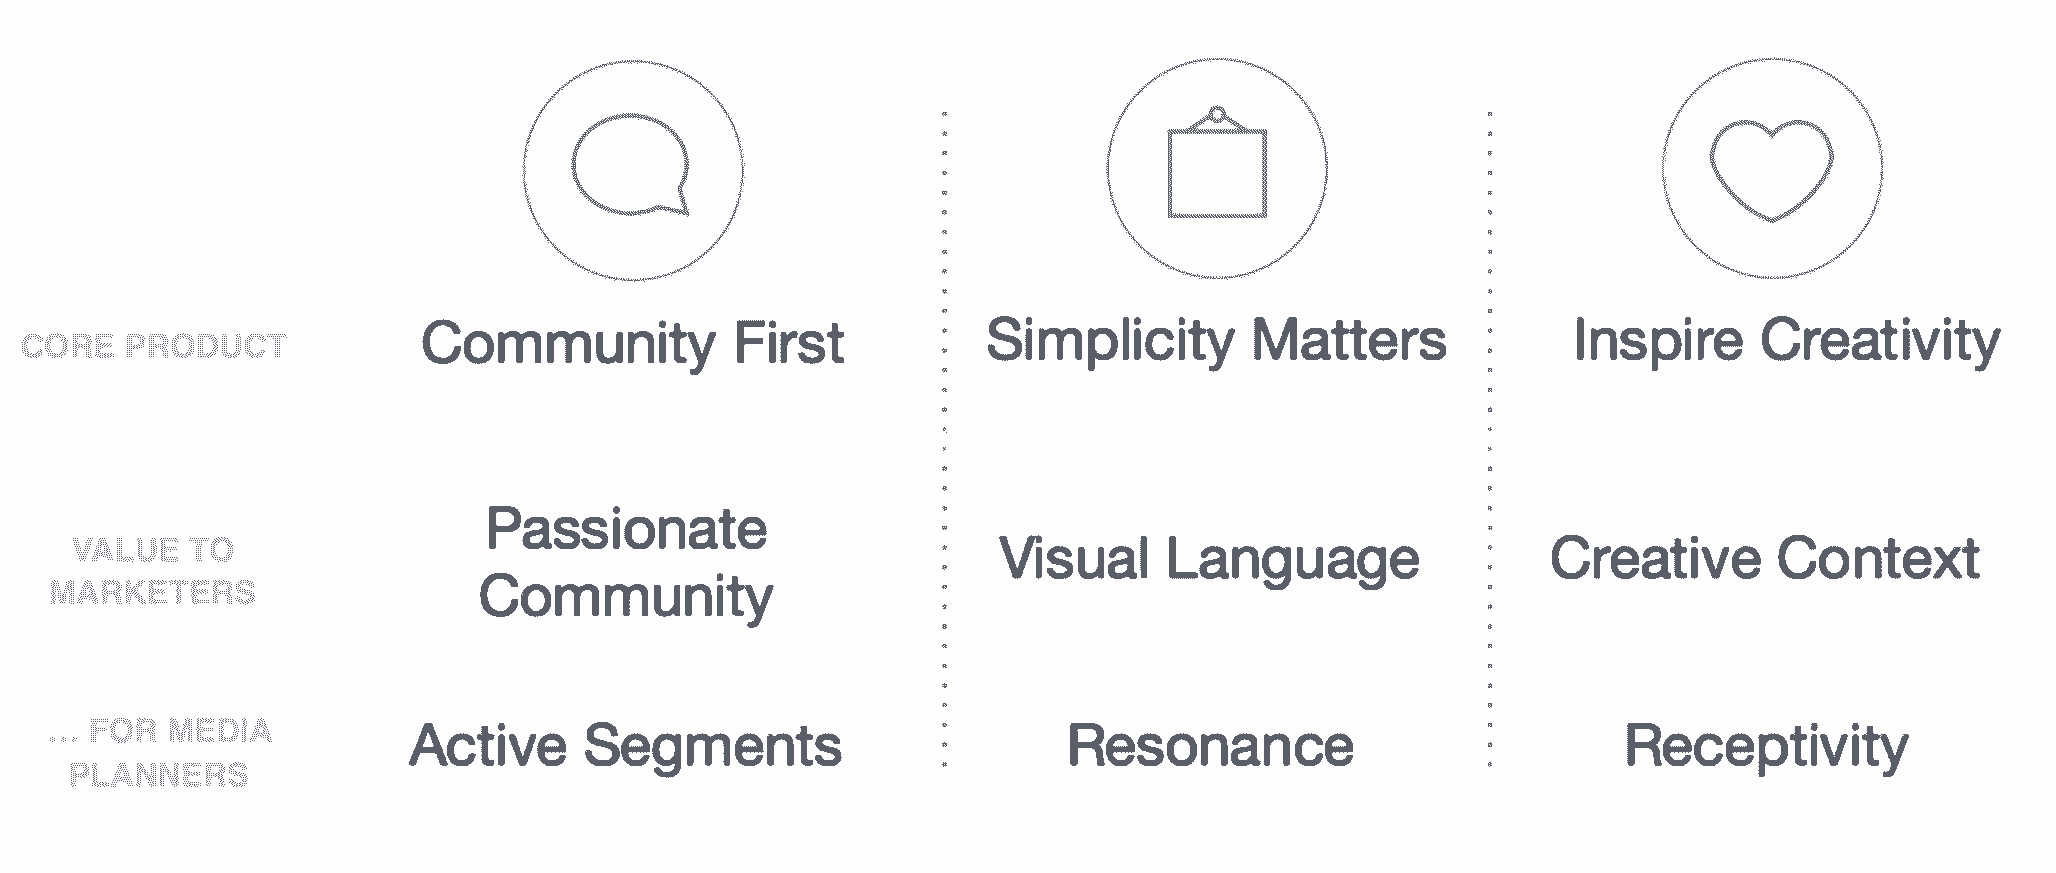 CORE PRODUCT
Community First
Simplicity Matters
Inspire Creativity
VALUE TO
MARKETERS
Passionate
Community
Visual Language
Creative Context
... FOR MEDIA
PLANNERS
Active Segments
Resonance
Receptivity